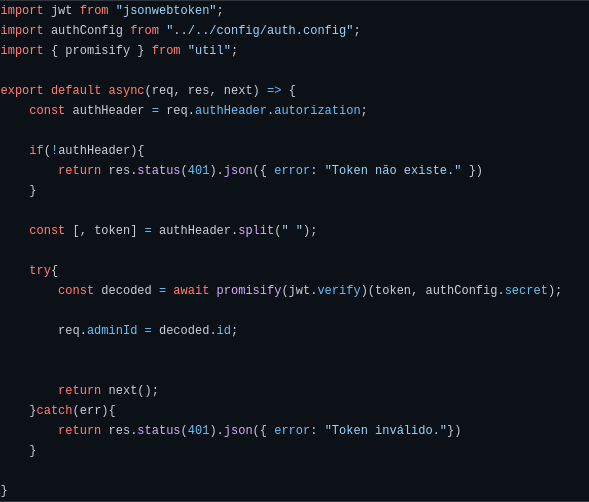 import jwt from "jsonwebtoken";
import authConfig from "../../config/auth.config";
import { promisify } from "util";
export default async(req, res, next) => {
const authHeader = req.authHeader.autorization;
if(!authHeader){
return res.status(401).json({ error: "Token não existe." })
}
const [, token] = authHeader.split(" ");
try{
const decoded = await promisify(jwt.verify)(token, authConfig.secret);
req.adminId = decoded.id;
return next();
}catch(err){
return res.status(401).json({ error: "Token inválido."})
}
}